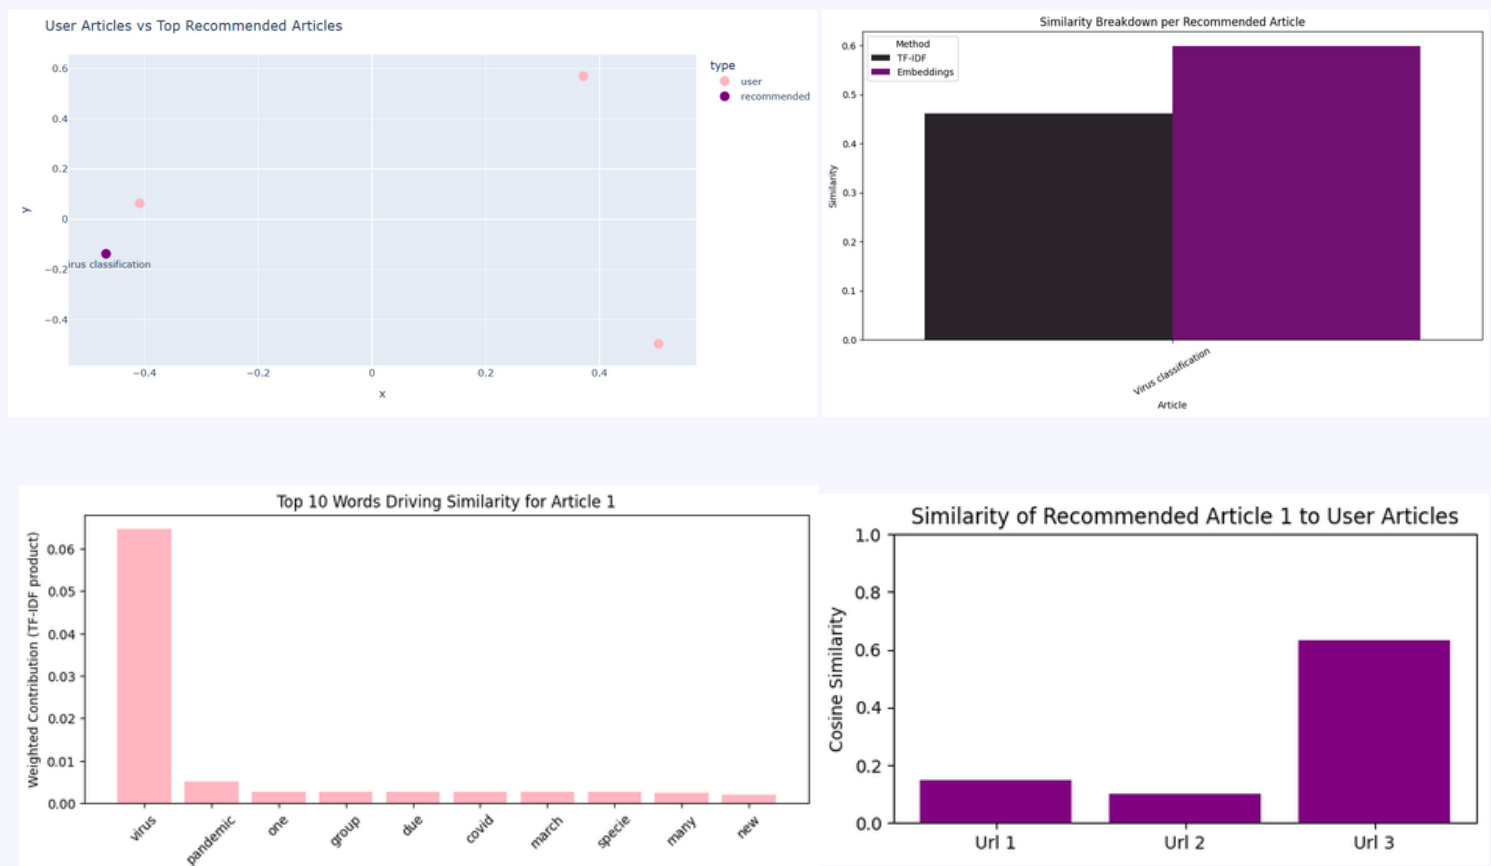 User Articles vs Top Recommended Articles
type
user
recommended
0.6
0.4
0.2
0
−0.2
−0.4
y
irus classification
−0.4
−0.2
0
0.2
0.4
x
Similarity Breakdown per Recommended Article
Method
TF-IDF
Embeddings
0.6
0.5
0.4
0.3
0.2
0.1
0.0
Similarity
Virus classification
Article
Top 10 Words Driving Similarity for Article 1
Weighted Contribution (TF-IDF product)
0.06
0.05
0.04
0.03
0.02
0.01
0.00
virus
pandemic
one
group
due
covid
march
specie
many
new
Similarity of Recommended Article 1 to User Articles
Cosine Similarity
1.0
0.8
0.6
0.4
0.2
0.0
Url 1
Url 2
Url 3